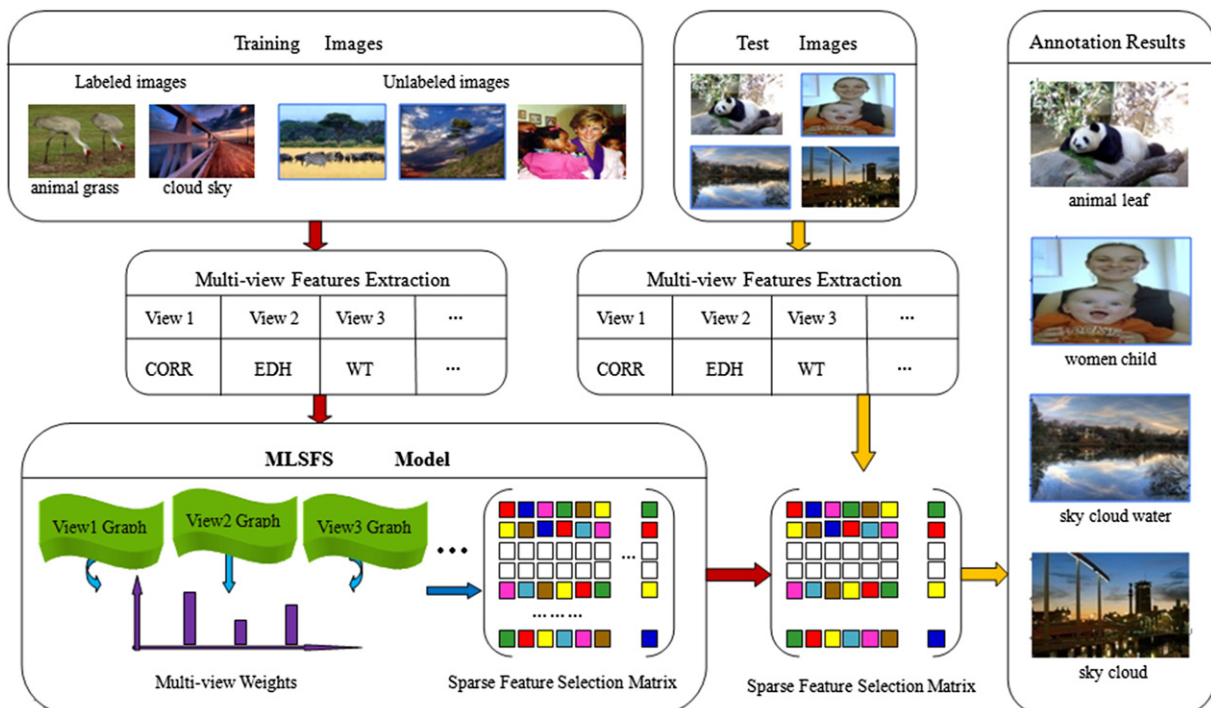 Training Images
Labeled images
Unlabeled images
animal grass
cloud sky
Test Images
Annotation Results
animal leaf
women child
sky cloud water
sky cloud
Multi-view Features Extraction
View 1 View 2 View 3 ...
CORR EDH WT ...
Multi-view Features Extraction
View 1 View 2 View 3 ...
CORR EDH WT ...
MLSFS Model
View1 Graph
View2 Graph
View3 Graph
...
Multi-view Weights
... ... ...
Sparse Feature Selection Matrix
...
Sparse Feature Selection Matrix